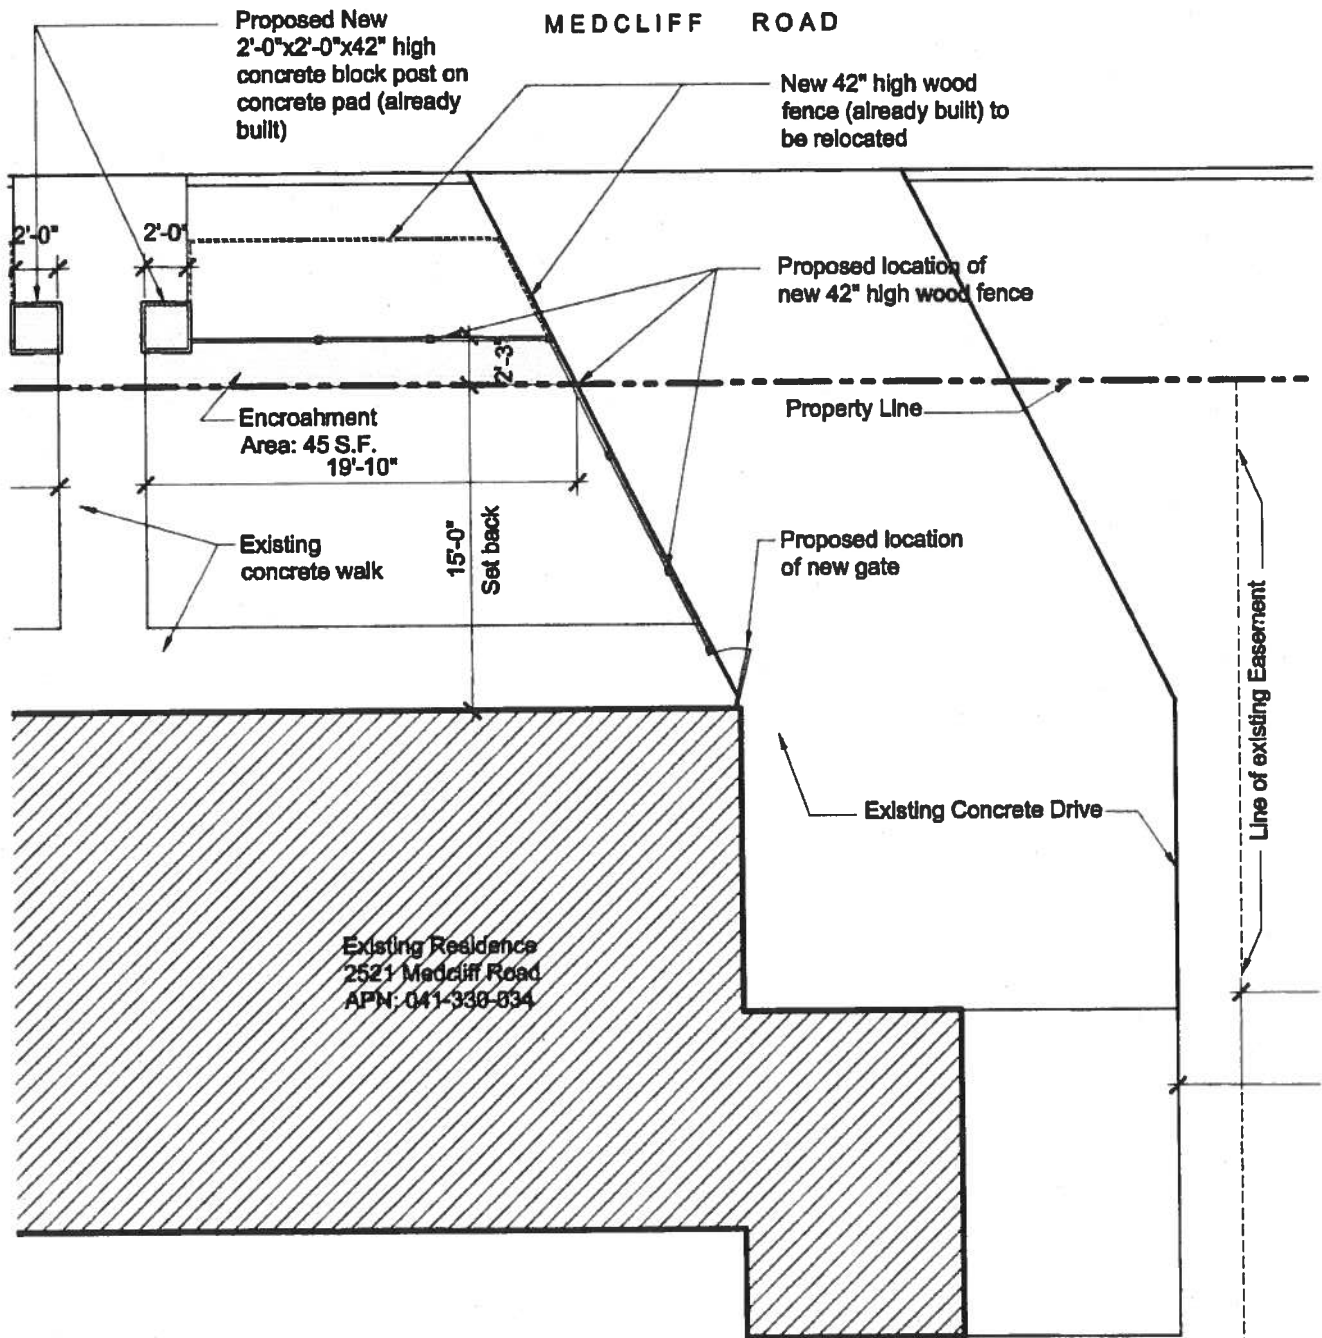 MEDCLIFF ROAD
Proposed New
2'-0"x2'-0"x42" high
concrete block post on
concrete pad (already
built)
New 42" high wood
fence (already built) to
be relocated
2'-0"
2'-0"
Proposed location of
new 42" high wood fence
2'-3"
Property Line
Encroahment
Area: 45 S.F.
19'-10"
15'-0"
Set back
Existing
concrete walk
Proposed location
of new gate
Line of existing Easement
Existing Concrete Drive
Existing Residence
2521 Medcliff Road
APN: 041-330-034